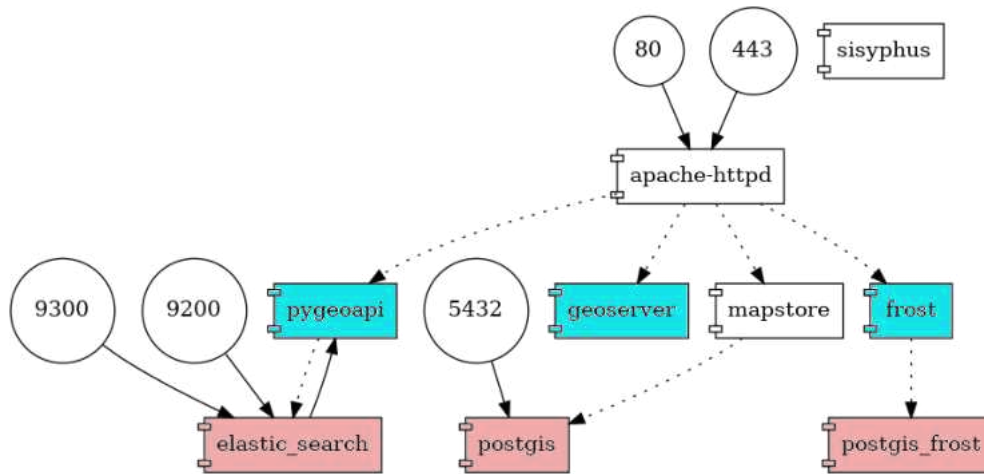 80
443
sisyphus
apache-httpd
9300
9200
pygeoapi
5432
geoserver
mapstore
frost
elastic_search
postgis
postgis_frost